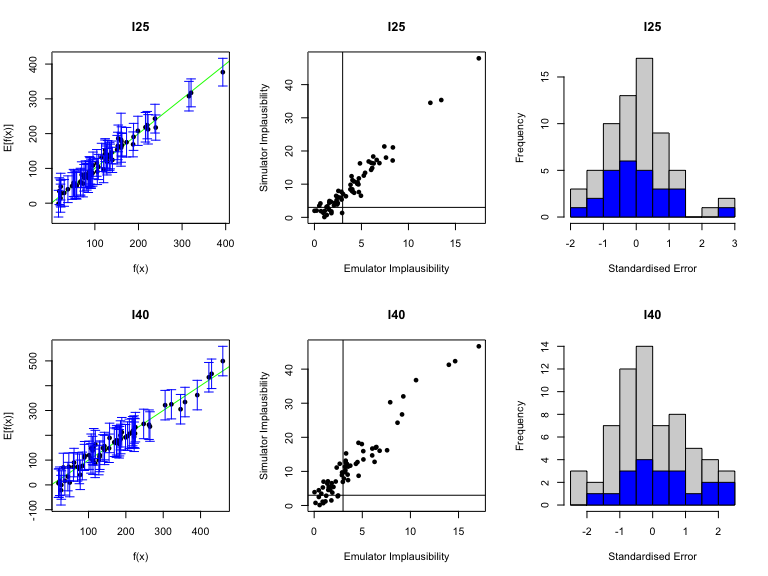 I25
E[f(x)]
0 100 200 300 400
100 200 300 400
f(x)
I25
Simulator Implausibility
0 10 20 30 40
0 5 10 15
Emulator Implausibility
I25
Frequency
0 5 10 15
-2 -1 0 1 2 3
Standardised Error
I40
E[f(x)]
-100 0 100 300 500
100 200 300 400
f(x)
I40
Simulator Implausibility
0 10 20 30 40
0 5 10 15
Emulator Implausibility
I40
Frequency
0 2 4 6 8 10 12 14
-2 -1 0 1 2
Standardised Error